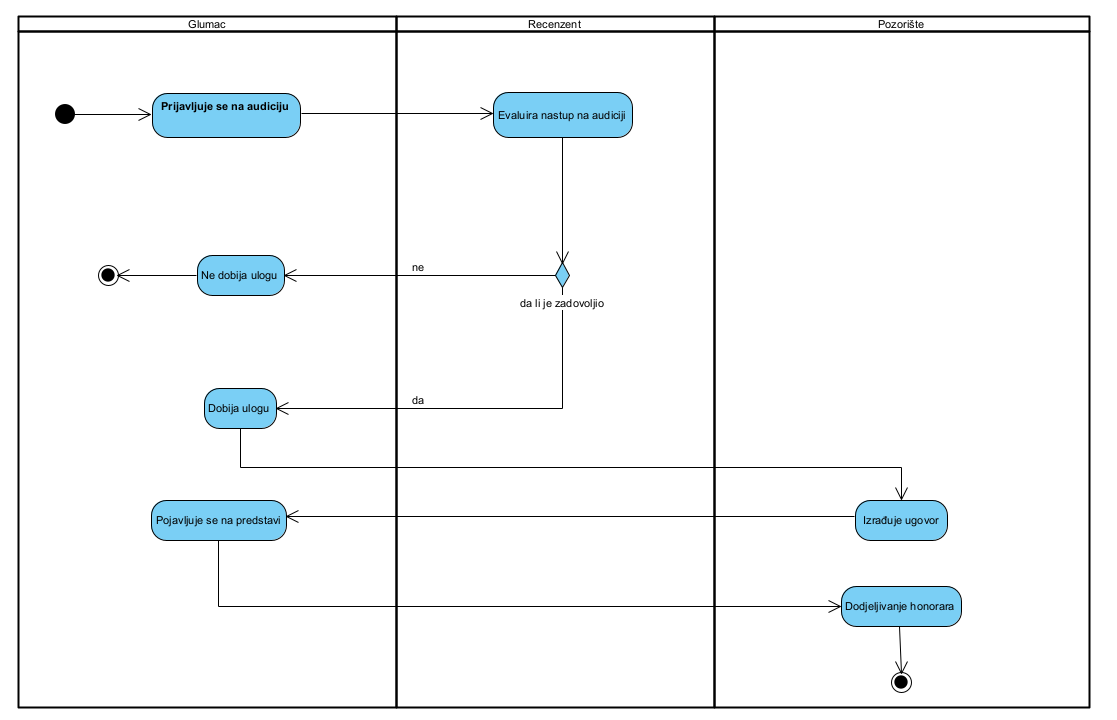 Glumac
Recenzent
Pozorište
Prijavljuje se na audiciju
Evaluira nastup na audiciji
Ne dobija ulogu
ne
da li je zadovoljio
Dobija ulogu
da
Pojavljuje se na predstavi
Izrađuje ugovor
Dodjeljivanje honorara